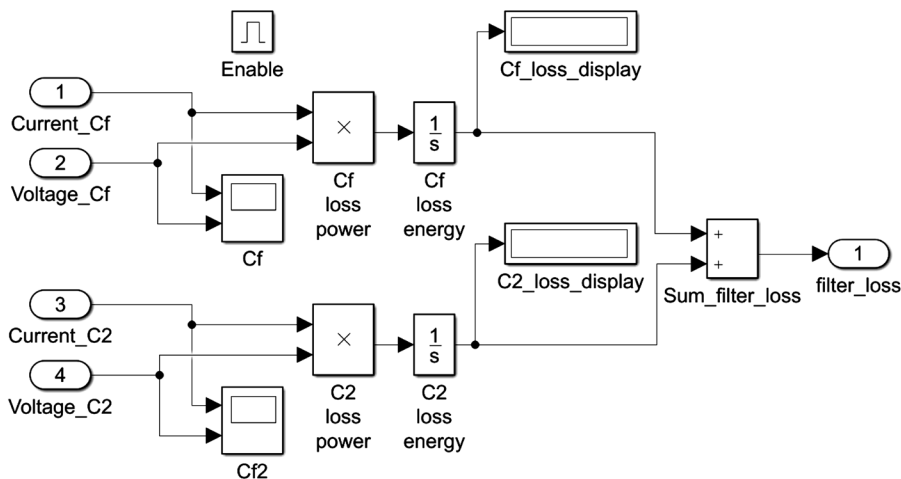 Enable
Cf_loss_display
1
Current_Cf
2
Voltage_Cf
×
Cf
loss
power
1
s
Cf
loss
energy
Cf
C2_loss_display
+
+
Sum_filter_loss
1
filter_loss
3
Current_C2
4
Voltage_C2
×
C2
loss
power
1
s
C2
loss
energy
Cf2